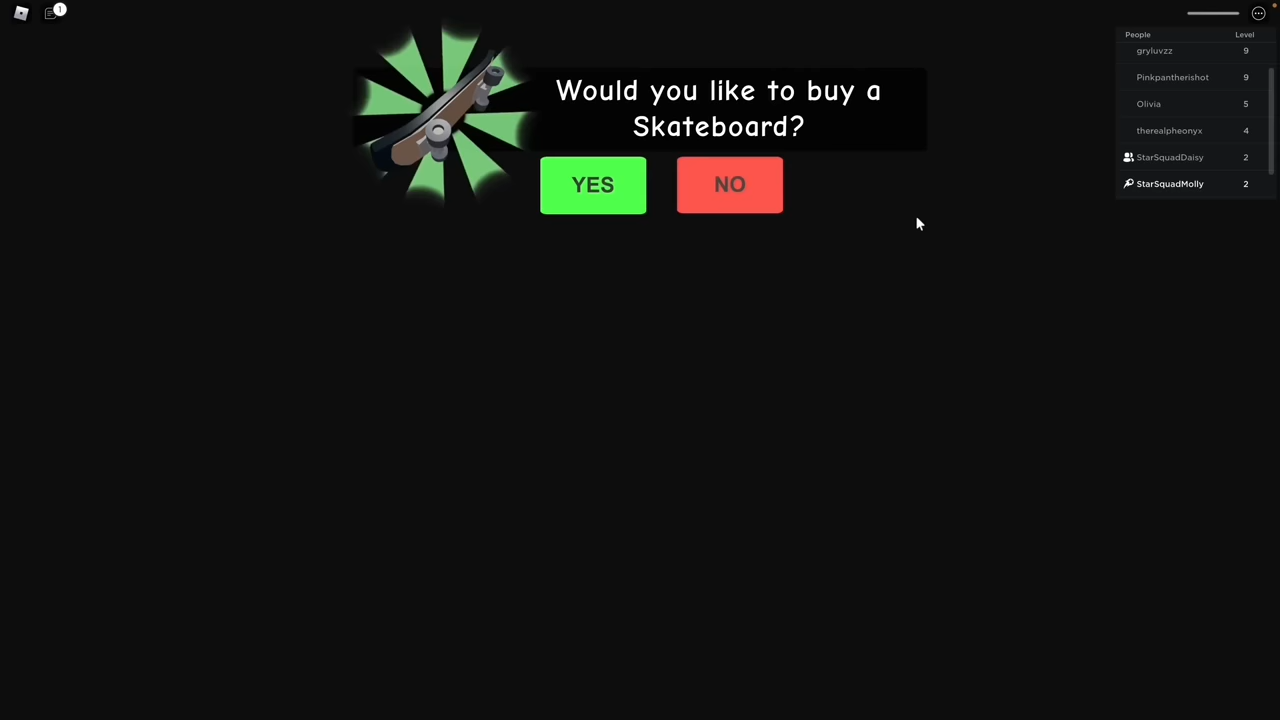 1
People Level
gryluvzz 9
Pinkpantherishot 9
Olivia 5
therealpheonyx 4
StarSquadDaisy 2
StarSquadMolly 2
Would you like to buy a
Skateboard?
YES NO